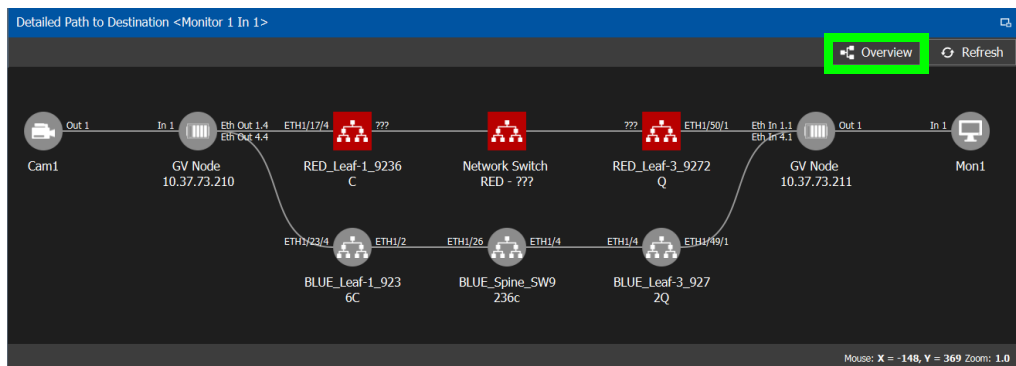 Detailed Path to Destination <Monitor 1 In 1>
Overview
Refresh
Out 1
In 1
Eth Out 1.4
Eth Out 4.4
ETH1/17/4
???
???
ETH1/50/1
Eth In 1.1
Eth In 4.1
Out 1
In 1
Cam1
GV Node
10.37.73.210
RED_Leaf-1_9236
C
Network Switch
RED - ???
RED_Leaf-3_9272
Q
GV Node
10.37.73.211
Mon1
ETH1/23/4
ETH1/2
ETH1/26
ETH1/4
ETH1/4
ETH1/49/1
BLUE_Leaf-1_923
6C
BLUE_Spine_SW9
236c
BLUE_Leaf-3_927
2Q
Mouse: X = -148, Y = 369 Zoom: 1.0